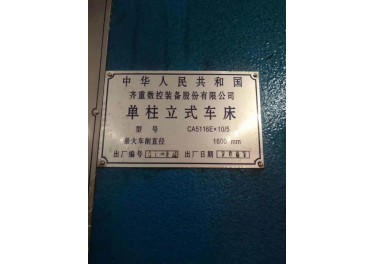 中华人民共和国
齐重数控装备股份有限公司
单柱立式车床
型号 CA5116E×10/5
最大车削直径 1600 mm
出厂编号 出厂日期